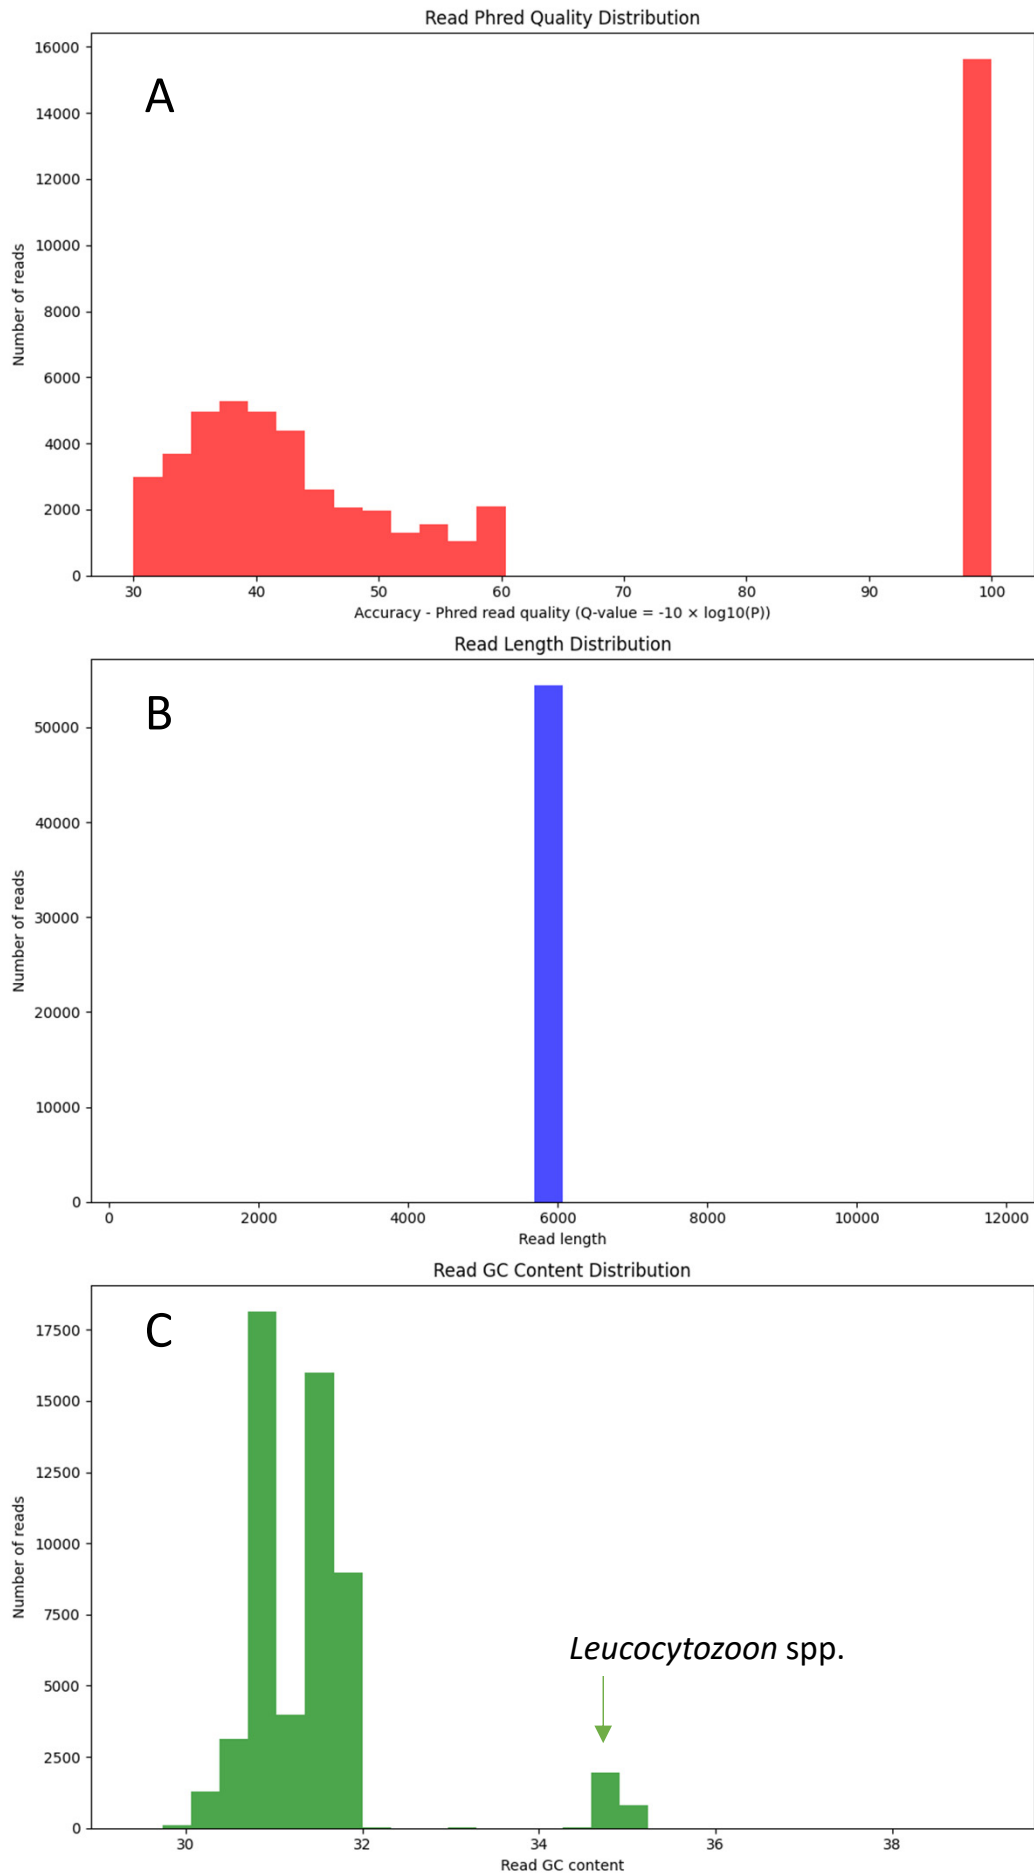 Read Phred Quality Distribution
A
16000
14000
12000
10000
8000
6000
4000
2000
0
Number of reads
30 40 50 60 70 80 90 100
Accuracy - Phred read quality (Q-value = -10 × log10(P))
Read Length Distribution
B
50000
40000
30000
20000
10000
0
Number of reads
0 2000 4000 6000 8000 10000 12000
Read length
Read GC Content Distribution
C
17500
15000
12500
10000
7500
5000
2500
0
Number of reads
Leucocytozoon spp.
30 32 34 36 38
Read GC content